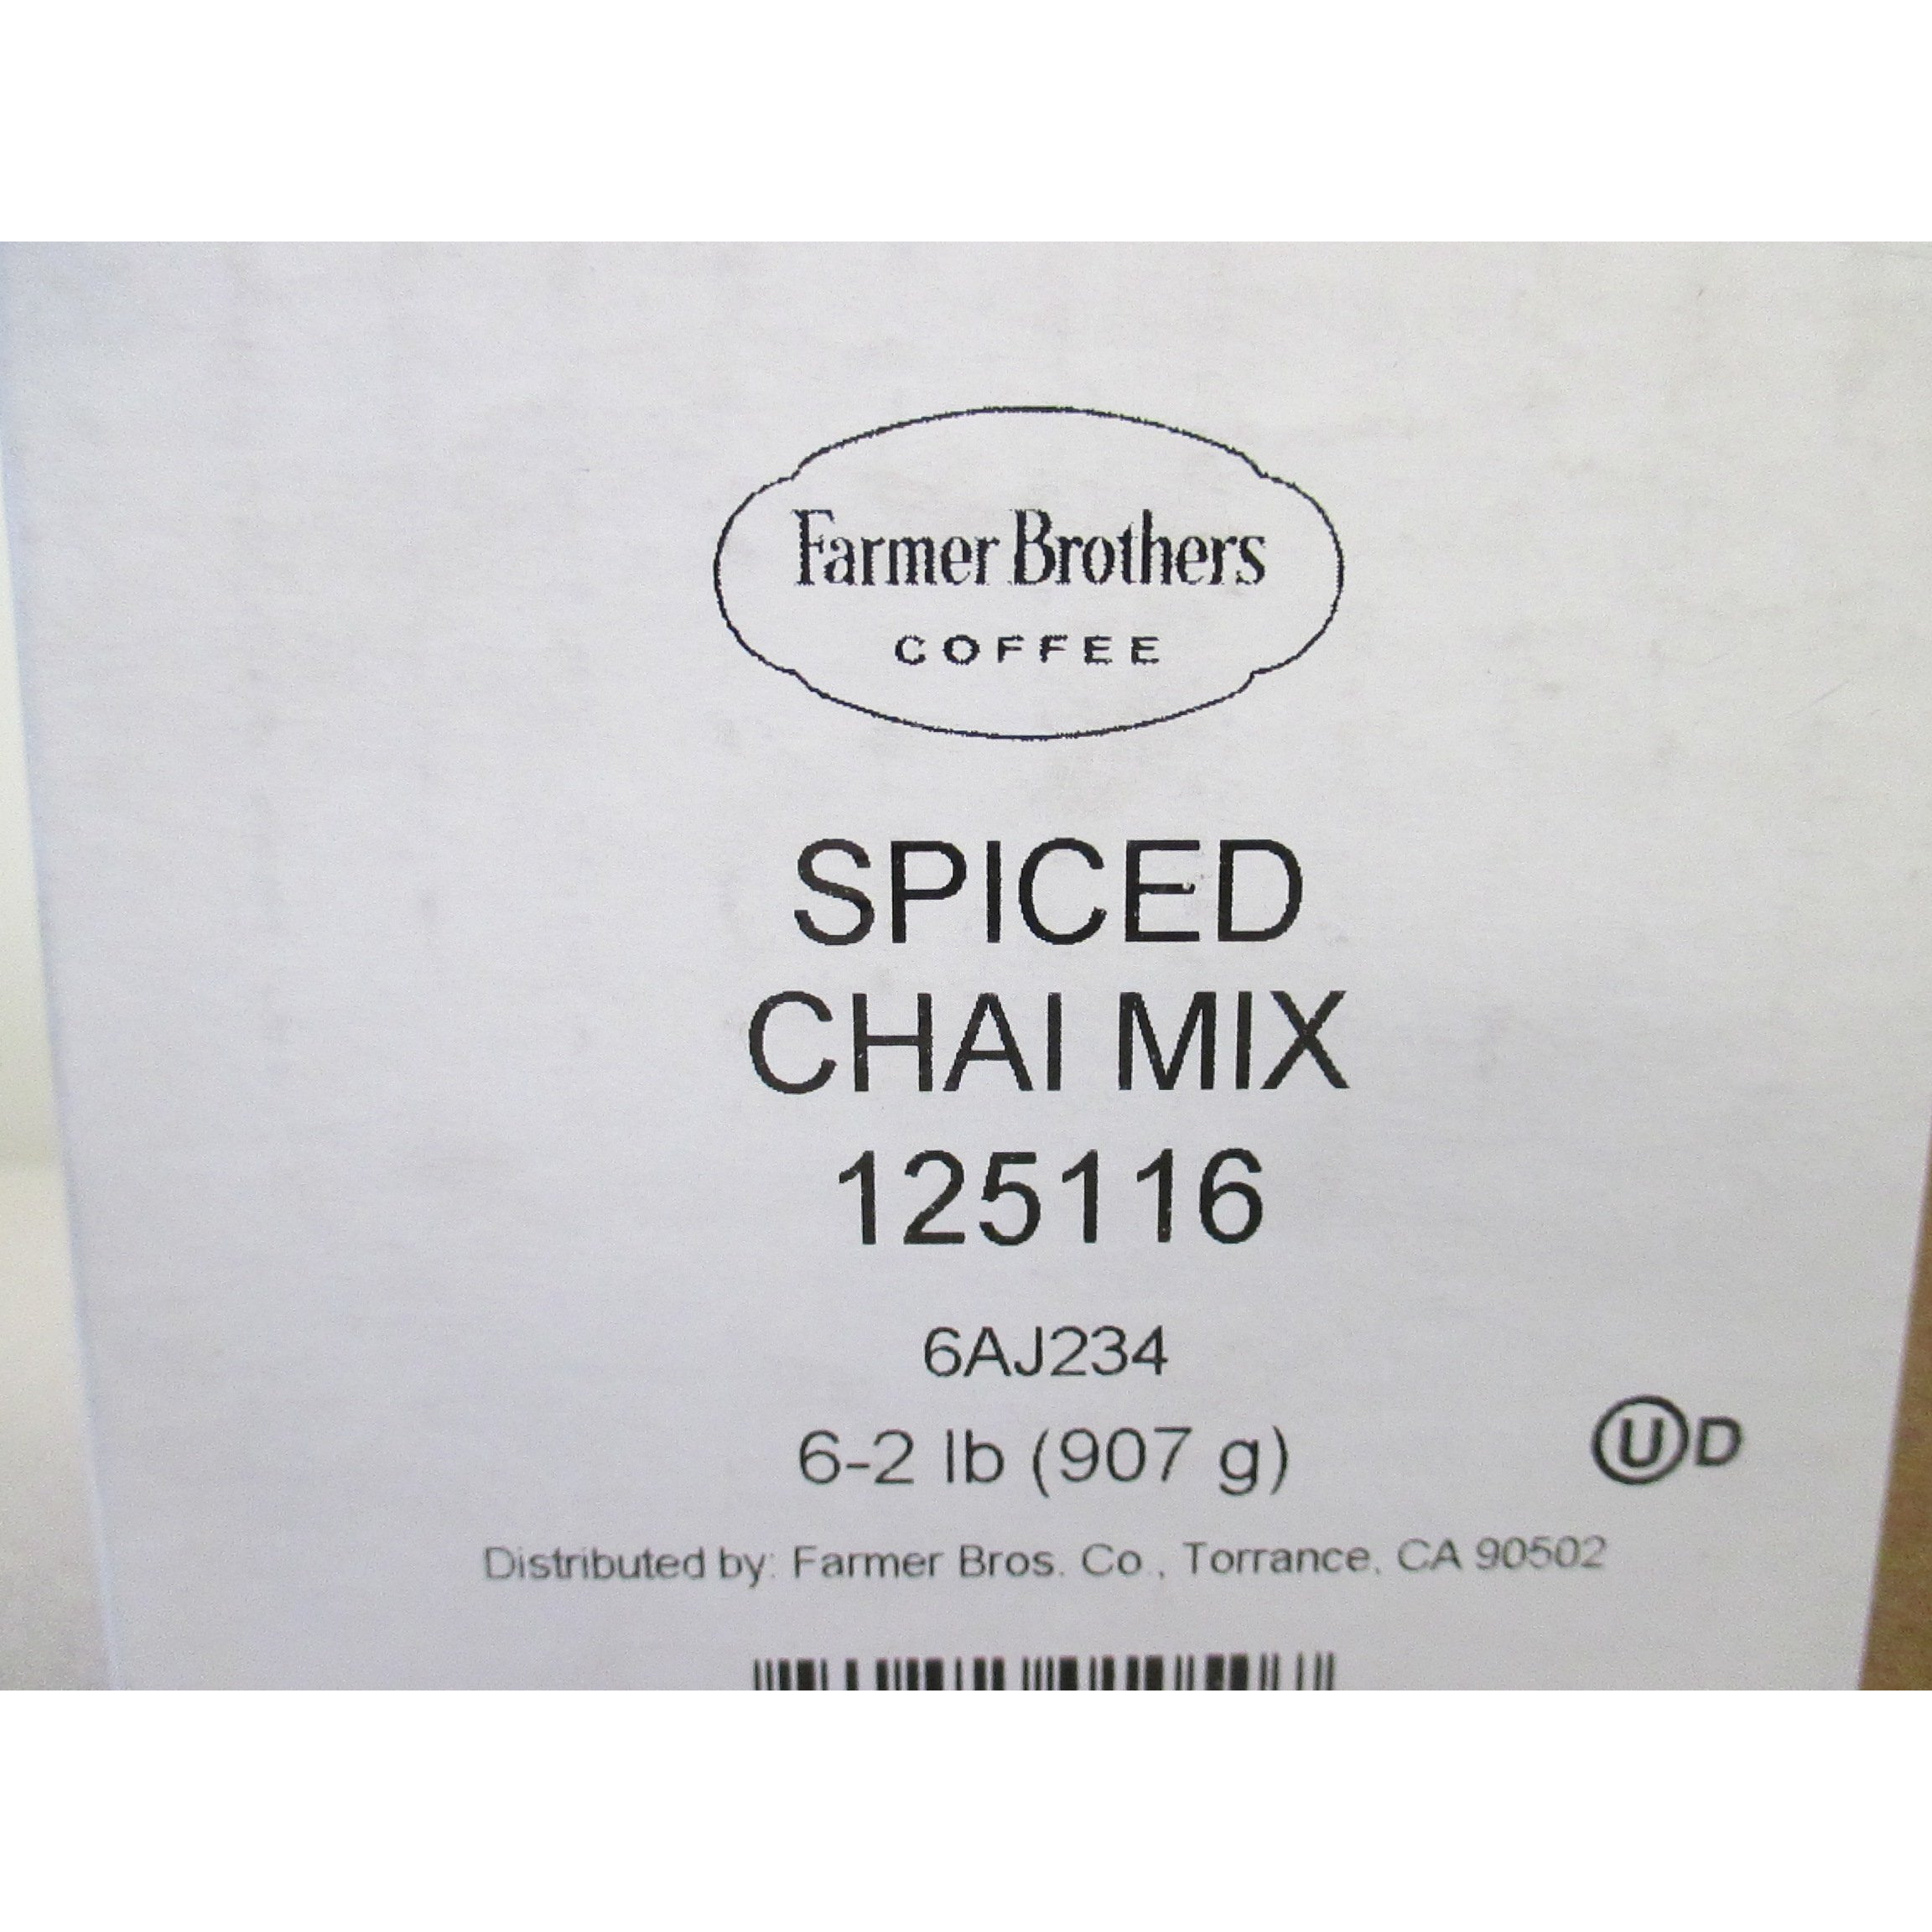 Farmer Brothers
COFFEE
SPICED
CHAI MIX
125116
6AJ234
6-2 lb (907 g)
Ⓤ D
Distributed by: Farmer Bros. Co., Torrance, CA 90502